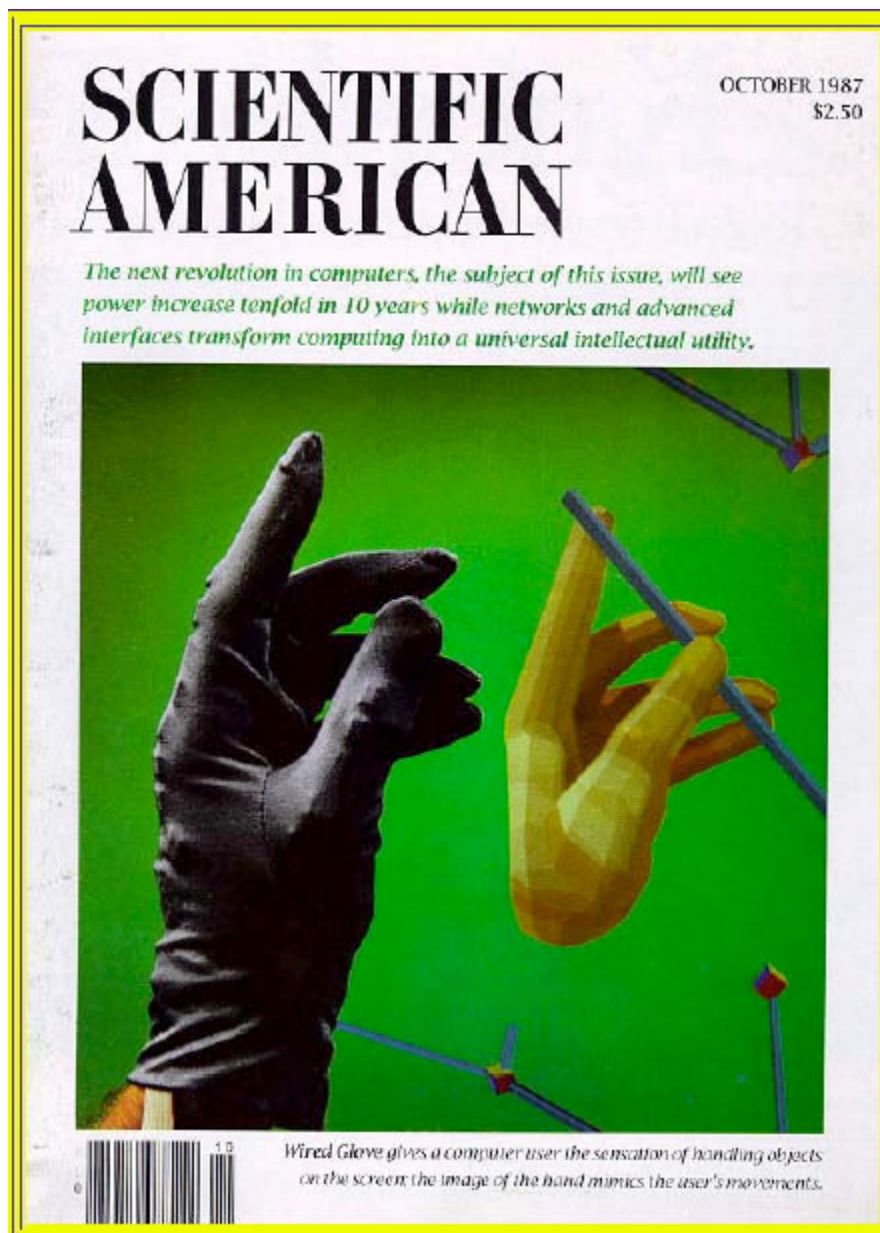 SCIENTIFIC
AMERICAN
OCTOBER 1987
$2.50
The next revolution in computers, the subject of this issue, will see
power increase tenfold in 10 years while networks and advanced
interfaces transform computing into a universal intellectual utility.
10
0
Wired Glove gives a computer user the sensation of handling objects
on the screen; the image of the hand mimics the user's movements.